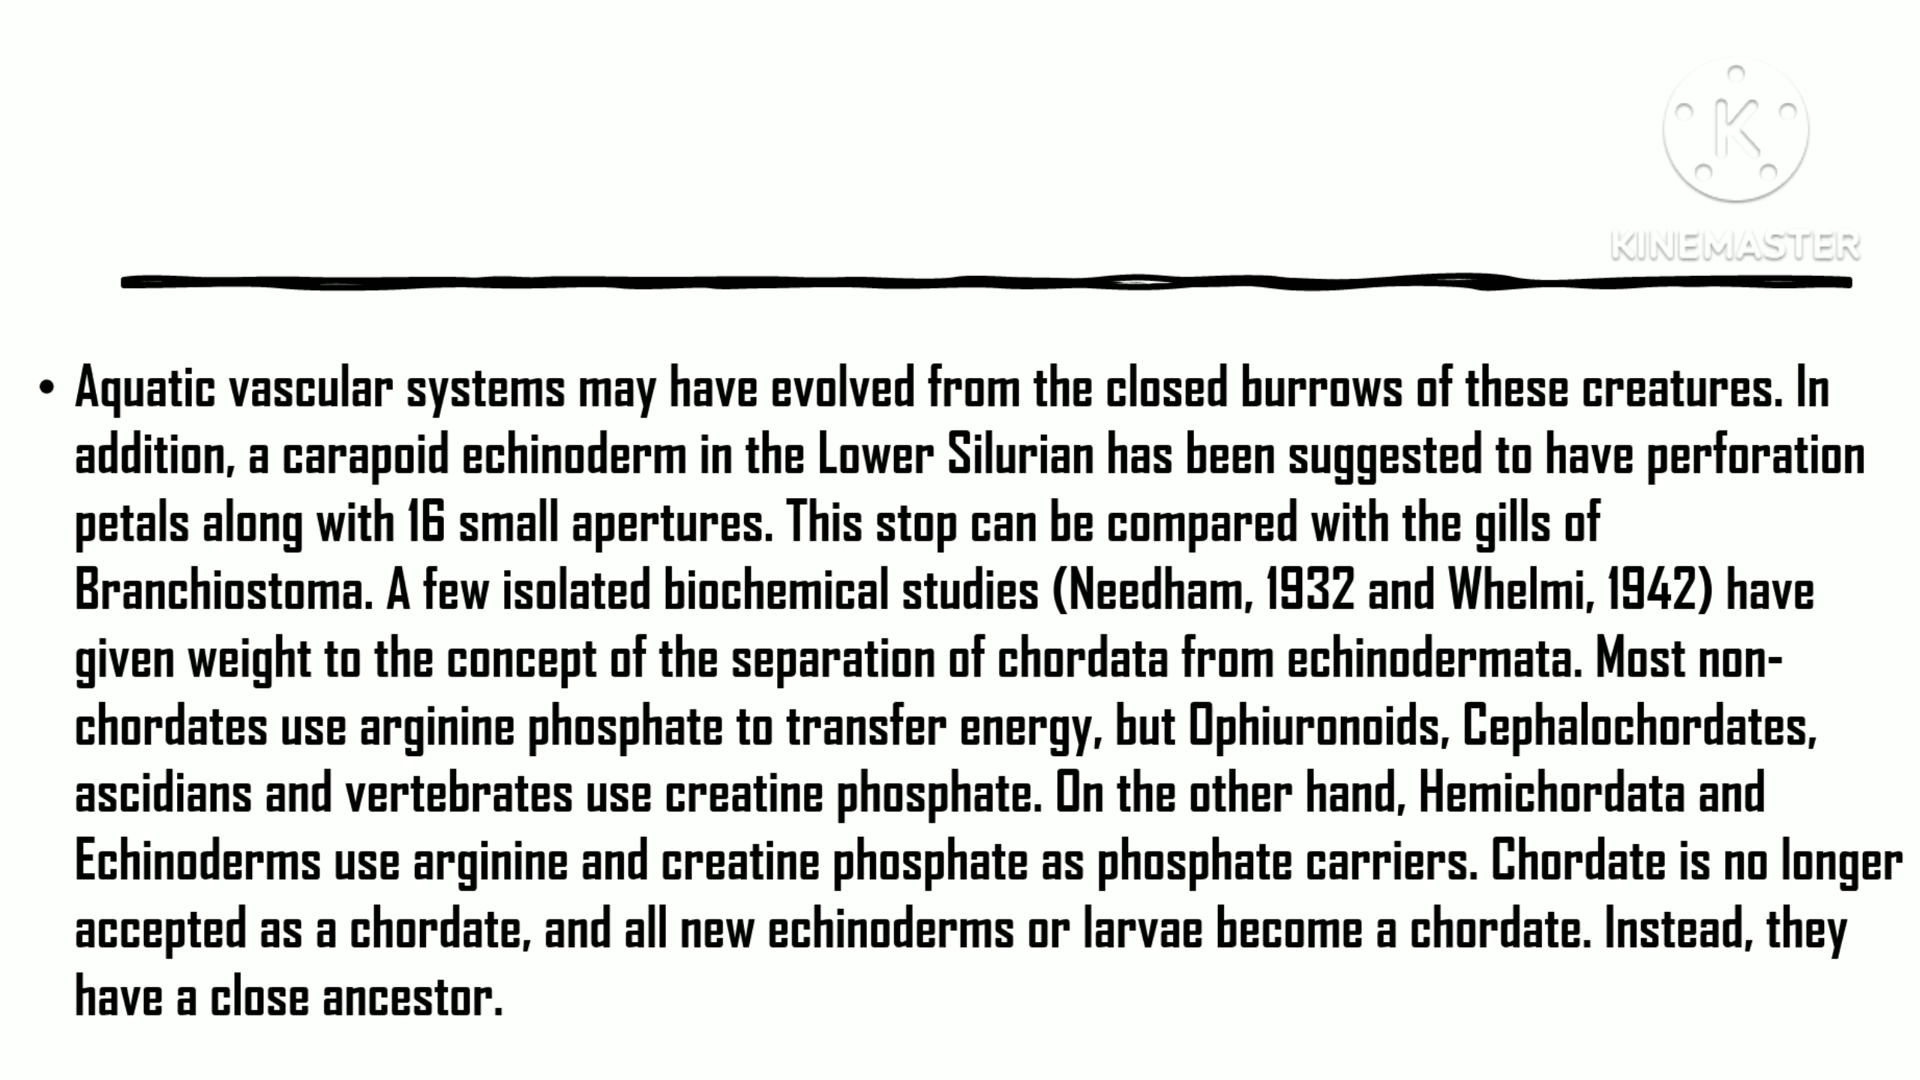 K
KINEMASTER
• Aquatic vascular systems may have evolved from the closed burrows of these creatures. In
addition, a carapoid echinoderm in the Lower Silurian has been suggested to have perforation
petals along with 16 small apertures. This stop can be compared with the gills of
Branchiostoma. A few isolated biochemical studies (Needham, 1932 and Whelmi, 1942) have
given weight to the concept of the separation of chordata from echinodermata. Most non-
chordates use arginine phosphate to transfer energy, but Ophiuronoids, Cephalochordates,
ascidians and vertebrates use creatine phosphate. On the other hand, Hemichordata and
Echinoderms use arginine and creatine phosphate as phosphate carriers. Chordate is no longer
accepted as a chordate, and all new echinoderms or larvae become a chordate. Instead, they
have a close ancestor.